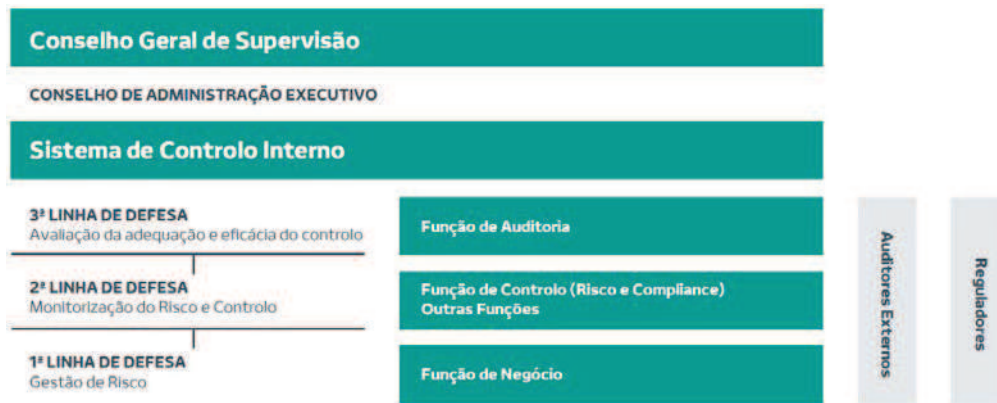 Conselho Geral de Supervisão
CONSELHO DE ADMINISTRAÇÃO EXECUTIVO
Sistema de Controlo Interno
3ª LINHA DE DEFESA
Avaliação da adequação e eficácia do controlo
Função de Auditoria
2ª LINHA DE DEFESA
Monitorização do Risco e Controlo
Função de Controlo (Risco e Compliance)
Outras Funções
1ª LINHA DE DEFESA
Gestão de Risco
Função de Negócio
Auditores Externos
Reguladores